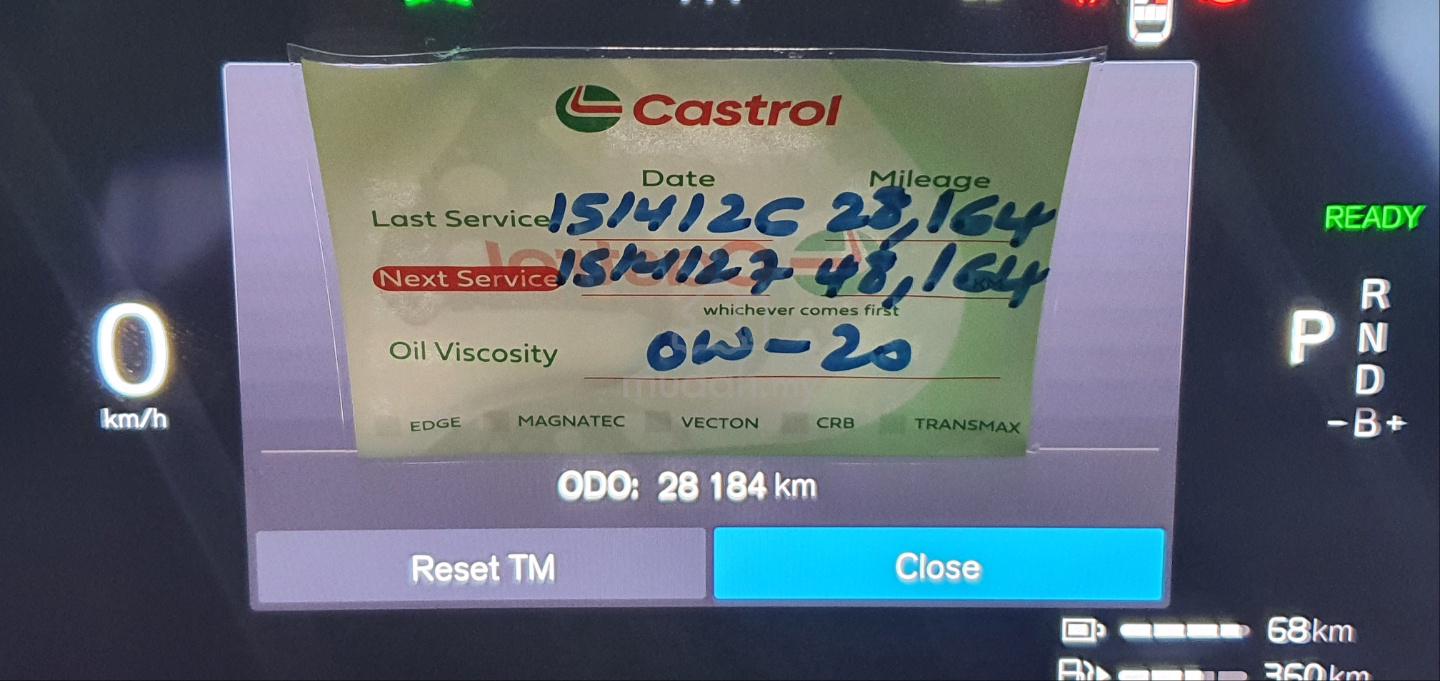 Castrol
Date Mileage
Last Service 15/4/26 28,164
Next Service 15/4/27 48,164
whichever comes first
Oil Viscosity 0W-20
mudah.my
EDGE MAGNATEC VECTON CRB TRANSMAX
ODO: 28 184 km
Reset TM Close
0
km/h
READY
P
R
N
D
-B+
68km
360km